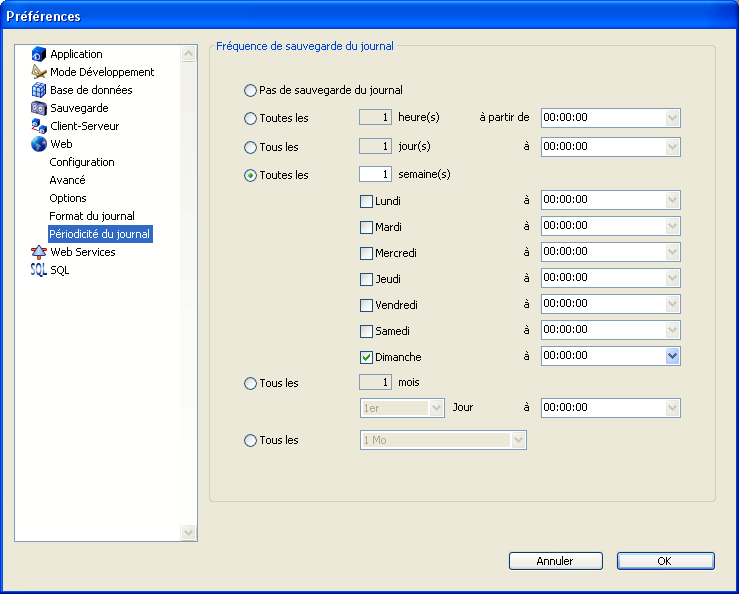 Préférences
Application
Mode Développement
Base de données
Sauvegarde
Client-Serveur
Web
Configuration
Avancé
Options
Format du journal
Périodicité du journal
Web Services
SQL SQL
Fréquence de sauvegarde du journal
Pas de sauvegarde du journal
Toutes les 1 heure(s) à partir de 00:00:00
Tous les 1 jour(s) à 00:00:00
Toutes les 1 semaine(s)
Lundi à 00:00:00
Mardi à 00:00:00
Mercredi à 00:00:00
Jeudi à 00:00:00
Vendredi à 00:00:00
Samedi à 00:00:00
Dimanche à 00:00:00
Tous les 1 mois
1er Jour à 00:00:00
Tous les 1 Mo
Annuler OK